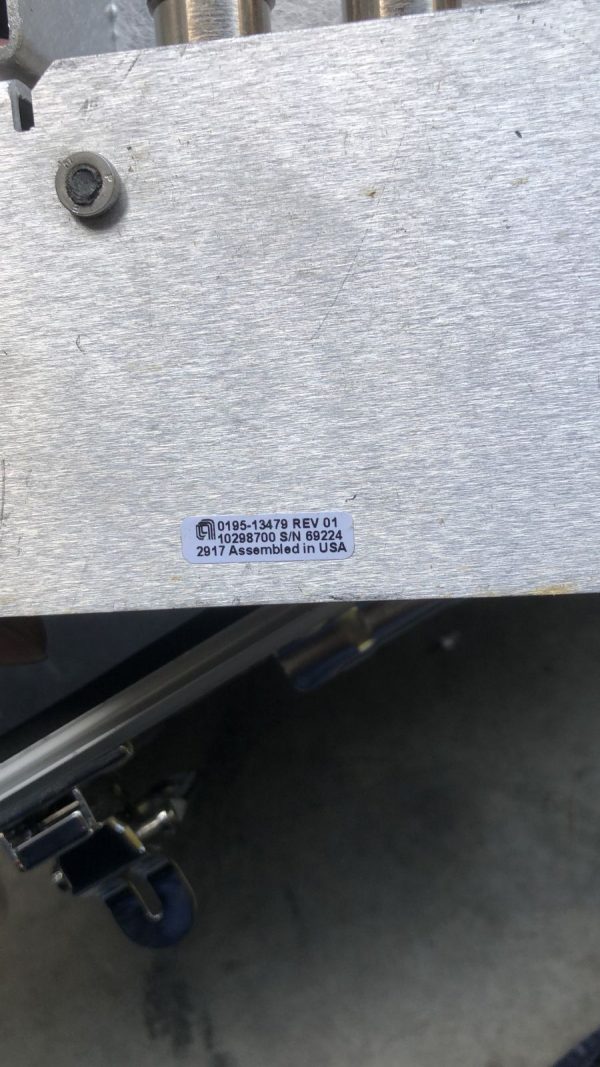 0195-13479 REV 01
10298700 S/N 69224
2917 Assembled in USA